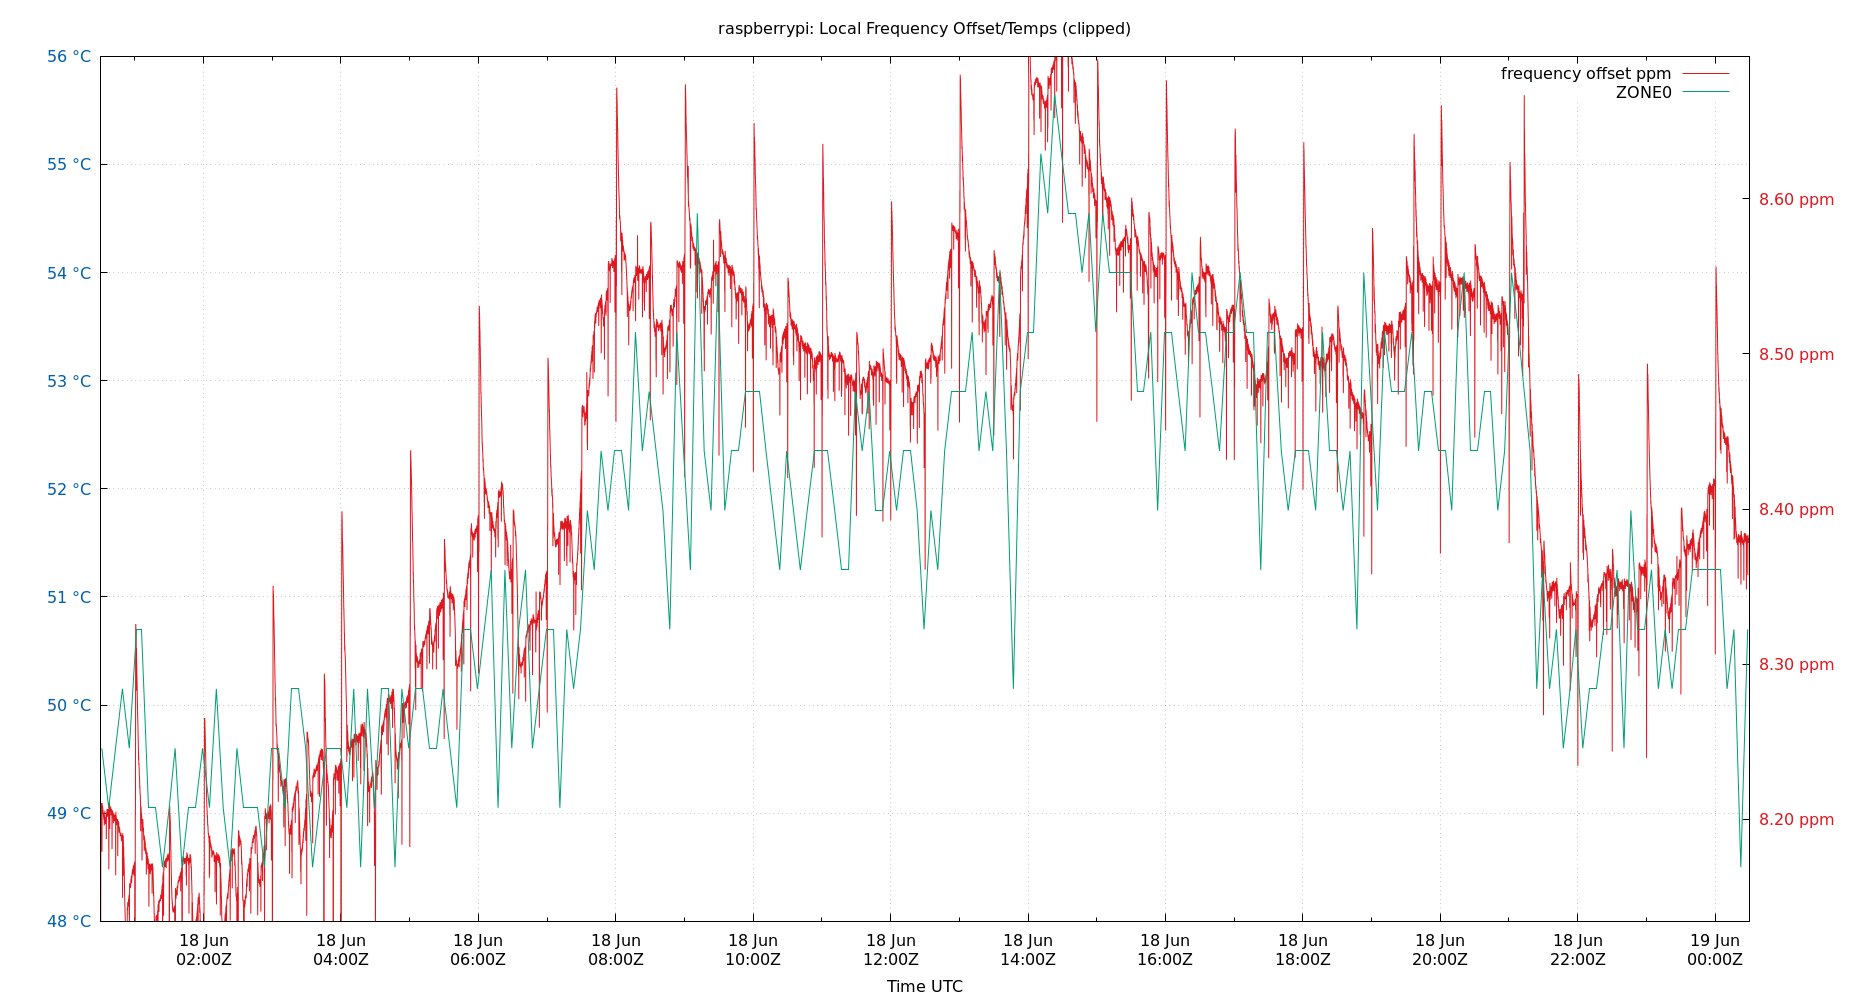 raspberrypi: Local Frequency Offset/Temps (clipped)
56 °C
55 °C
54 °C
53 °C
52 °C
51 °C
50 °C
49 °C
48 °C
frequency offset ppm
ZONE0
8.60 ppm
8.50 ppm
8.40 ppm
8.30 ppm
8.20 ppm
18 Jun 18 Jun 18 Jun 18 Jun 18 Jun 18 Jun 18 Jun 18 Jun 18 Jun 18 Jun 18 Jun 19 Jun
02:00Z 04:00Z 06:00Z 08:00Z 10:00Z 12:00Z 14:00Z 16:00Z 18:00Z 20:00Z 22:00Z 00:00Z
Time UTC